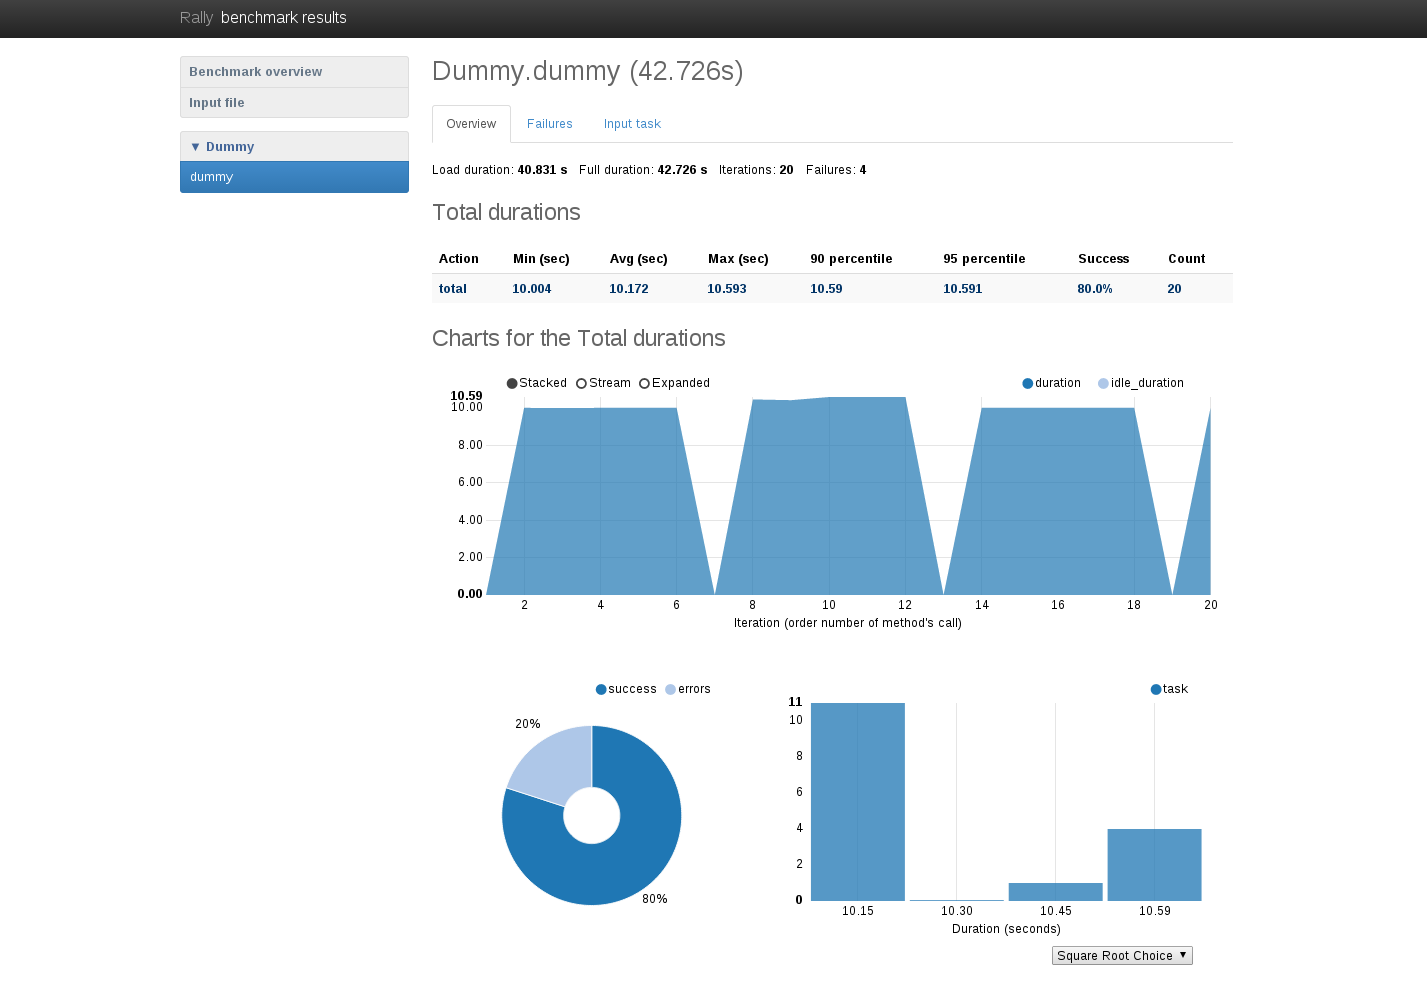 Rally benchmark results
Benchmark overview
Input file
▼ Dummy
dummy
Dummy.dummy (42.726s)
Overview Failures Input task
Load duration: 40.831 s Full duration: 42.726 s Iterations: 20 Failures: 4
Total durations
Action Min (sec) Avg (sec) Max (sec) 90 percentile 95 percentile Success Count
total 10.004 10.172 10.593 10.59 10.591 80.0% 20
Charts for the Total durations
Stacked Stream Expanded duration idle_duration
10.59
10.00
8.00
6.00
4.00
2.00
0.00
2 4 6 8 10 12 14 16 18 20
Iteration (order number of method's call)
success errors
20%
80%
task
11
10
8
6
4
2
0
10.15 10.30 10.45 10.59
Duration (seconds)
Square Root Choice ▼